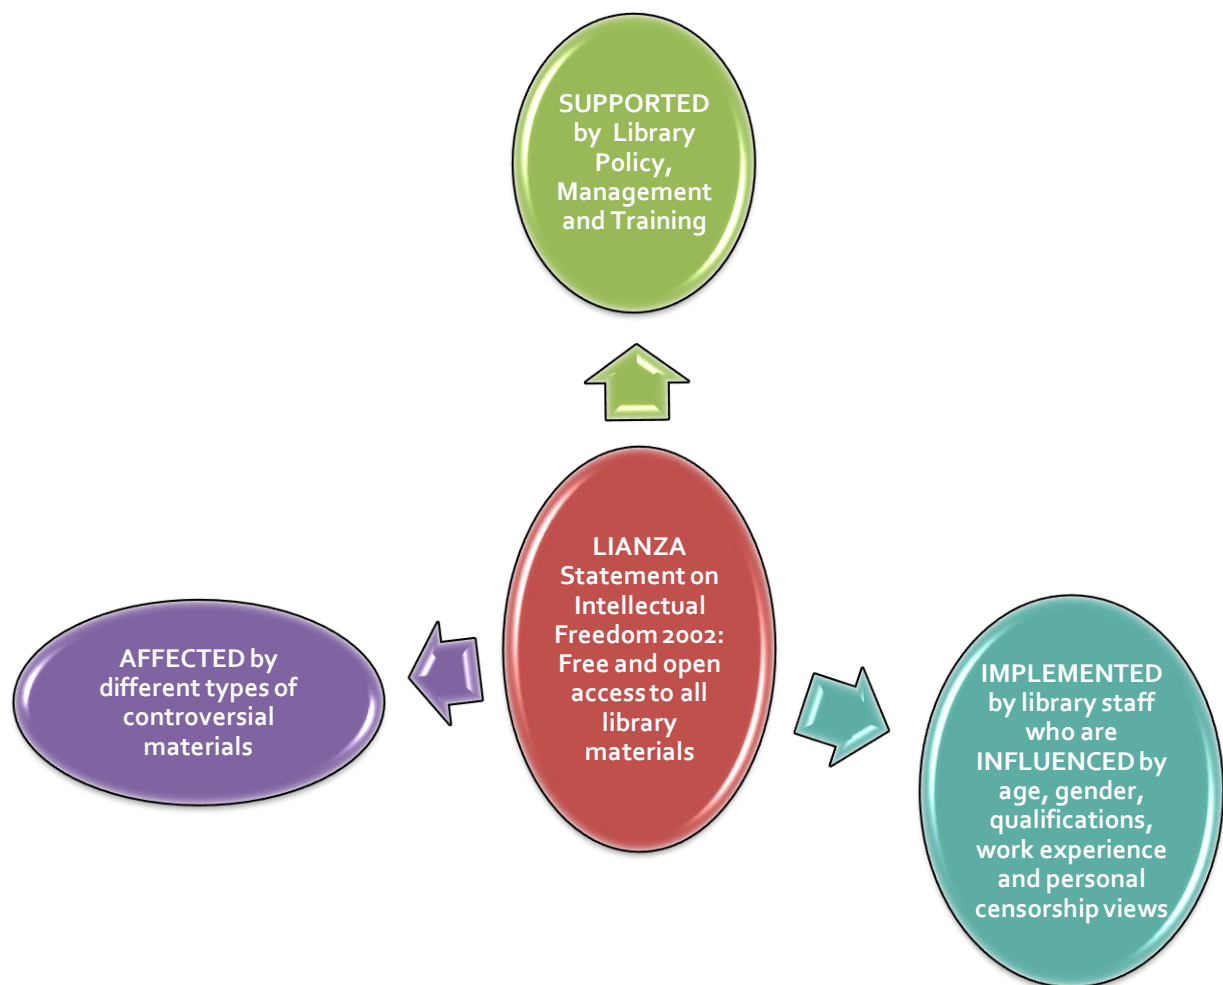 SUPPORTED
by Library
Policy,
Management
and Training
LIANZA
Statement on
Intellectual
Freedom 2002:
Free and open
access to all
library
materials
AFFECTED by
different types of
controversial
materials
IMPLEMENTED
by library staff
who are
INFLUENCED by
age, gender,
qualifications,
work experience
and personal
censorship views